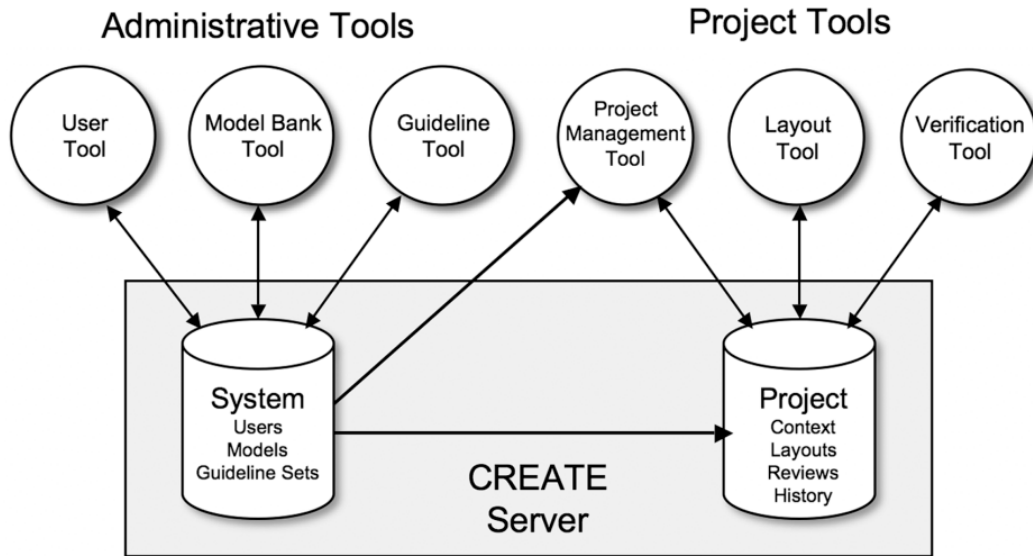 Administrative Tools
Project Tools
User
Tool
Model Bank
Tool
Guideline
Tool
Project
Management
Tool
Layout
Tool
Verification
Tool
System
Users
Models
Guideline Sets
Project
Context
Layouts
Reviews
History
CREATE
Server